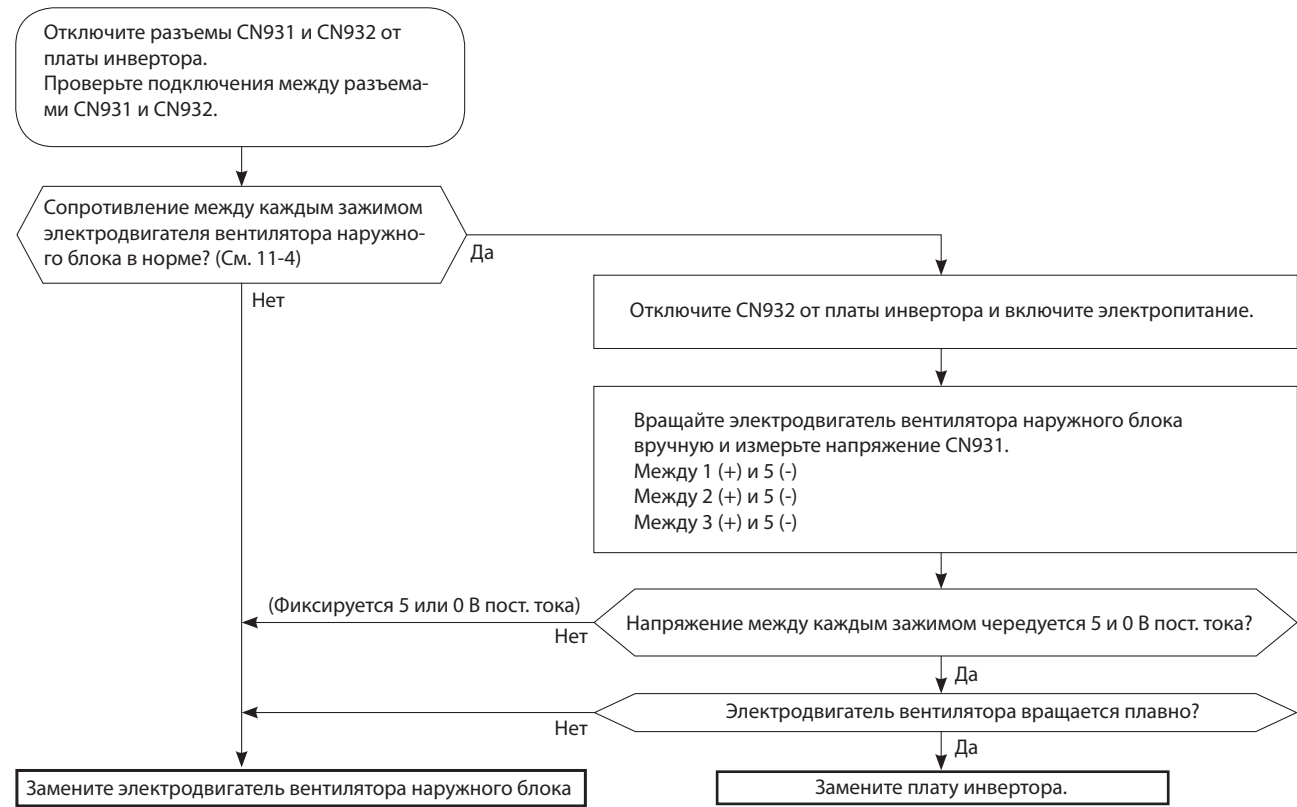 Отключите разъемы CN931 и CN932 от
платы инвертора.
Проверьте подключения между разъема-
ми CN931 и CN932.
Сопротивление между каждым зажимом
электродвигателя вентилятора наружно-
го блока в норме? (См. 11-4)
Да
Нет
Отключите CN932 от платы инвертора и включите электропитание.
Вращайте электродвигатель вентилятора наружного блока
вручную и измерьте напряжение CN931.
Между 1 (+) и 5 (-)
Между 2 (+) и 5 (-)
Между 3 (+) и 5 (-)
(Фиксируется 5 или 0 В пост. тока)
Нет
Напряжение между каждым зажимом чередуется 5 и 0 В пост. тока?
Да
Нет
Электродвигатель вентилятора вращается плавно?
Да
Замените электродвигатель вентилятора наружного блока
Замените плату инвертора.